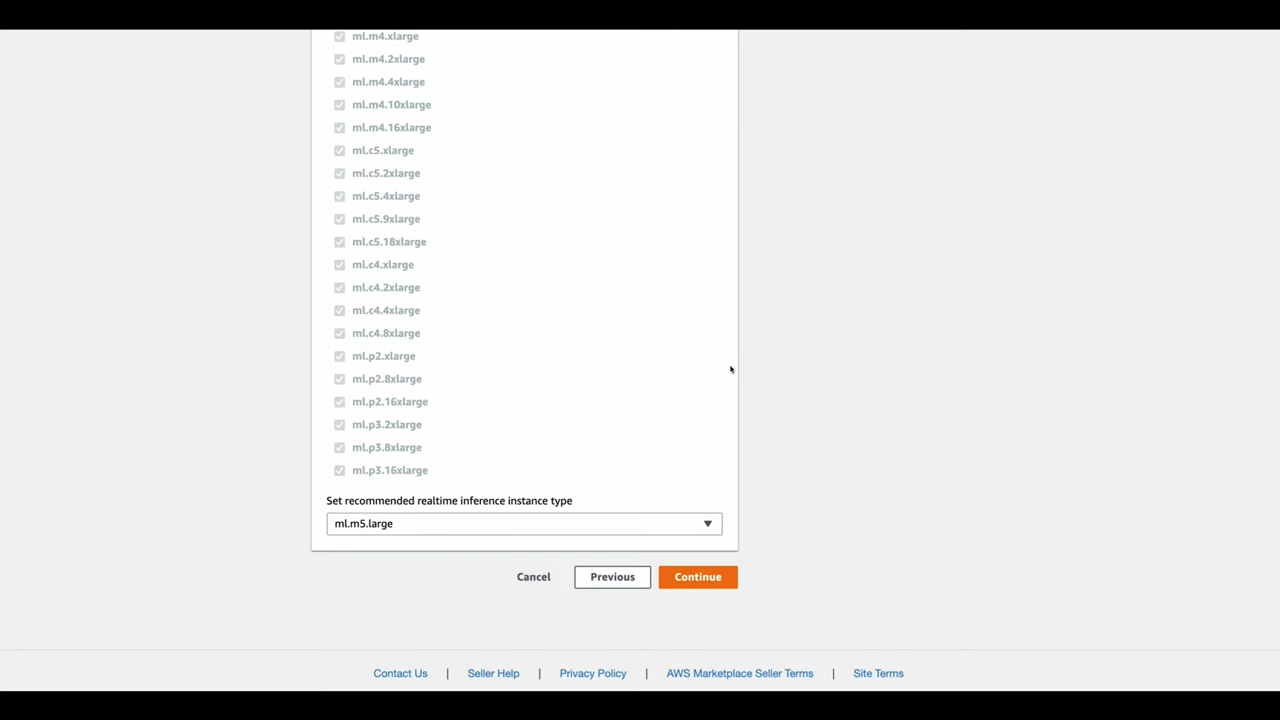 ml.m4.xlarge
ml.m4.2xlarge
ml.m4.4xlarge
ml.m4.10xlarge
ml.m4.16xlarge
ml.c5.xlarge
ml.c5.2xlarge
ml.c5.4xlarge
ml.c5.9xlarge
ml.c5.18xlarge
ml.c4.xlarge
ml.c4.2xlarge
ml.c4.4xlarge
ml.c4.8xlarge
ml.p2.xlarge
ml.p2.8xlarge
ml.p2.16xlarge
ml.p3.2xlarge
ml.p3.8xlarge
ml.p3.16xlarge
Set recommended realtime inference instance type
ml.m5.large
Cancel Previous Continue
Contact Us | Seller Help | Privacy Policy | AWS Marketplace Seller Terms | Site Terms